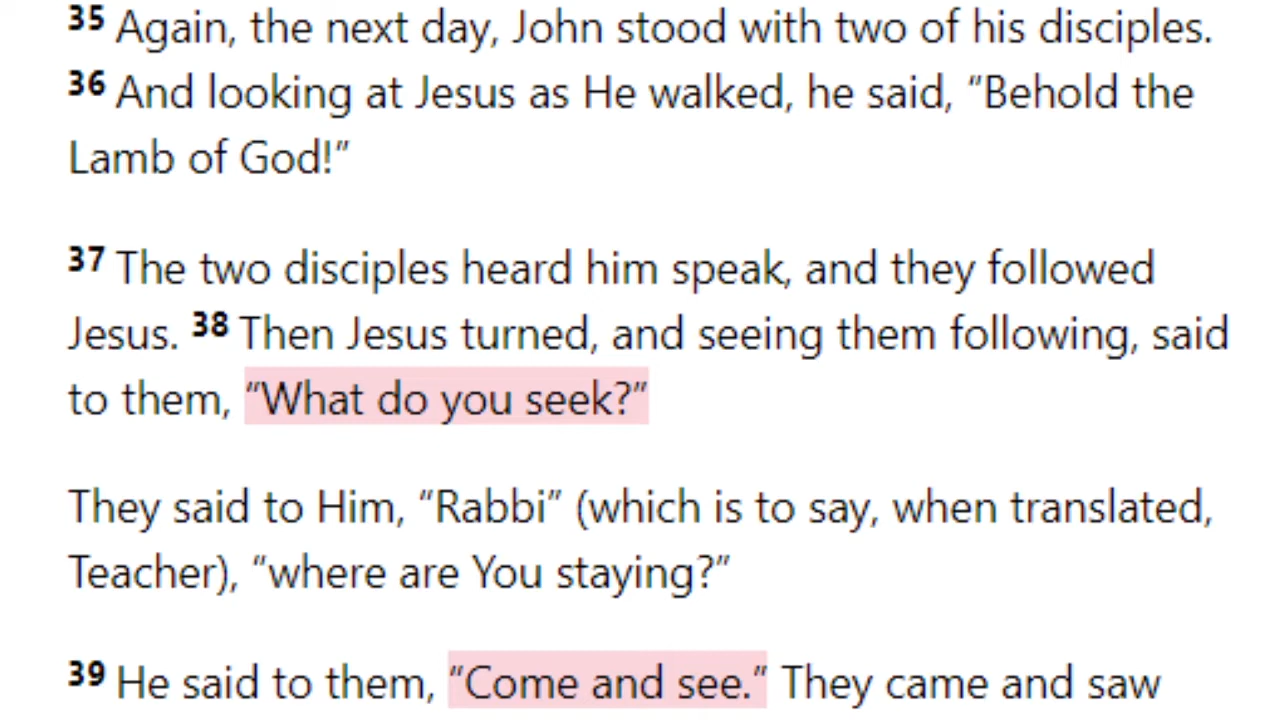 35 Again, the next day, John stood with two of his disciples.
36 And looking at Jesus as He walked, he said, “Behold the
Lamb of God!”
37 The two disciples heard him speak, and they followed
Jesus. 38 Then Jesus turned, and seeing them following, said
to them, “What do you seek?”
They said to Him, “Rabbi” (which is to say, when translated,
Teacher), “where are You staying?”
39 He said to them, “Come and see.” They came and saw